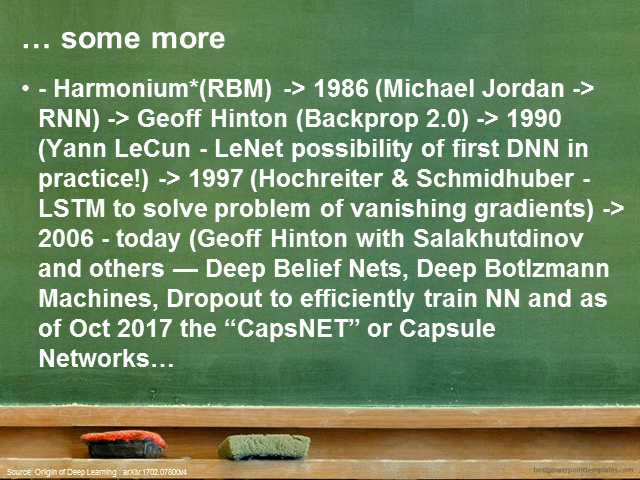 … some more
• - Harmonium*(RBM) -> 1986 (Michael Jordan ->
RNN) -> Geoff Hinton (Backprop 2.0) -> 1990
(Yann LeCun - LeNet possibility of first DNN in
practice!) -> 1997 (Hochreiter & Schmidhuber -
LSTM to solve problem of vanishing gradients) ->
2006 - today (Geoff Hinton with Salakhutdinov
and others — Deep Belief Nets, Deep Botlzmann
Machines, Dropout to efficiently train NN and as
of Oct 2017 the “CapsNET” or Capsule
Networks…
Source: Origin of Deep Learning : arXiv:1702.07800v4
bestpowerpointtemplates.com